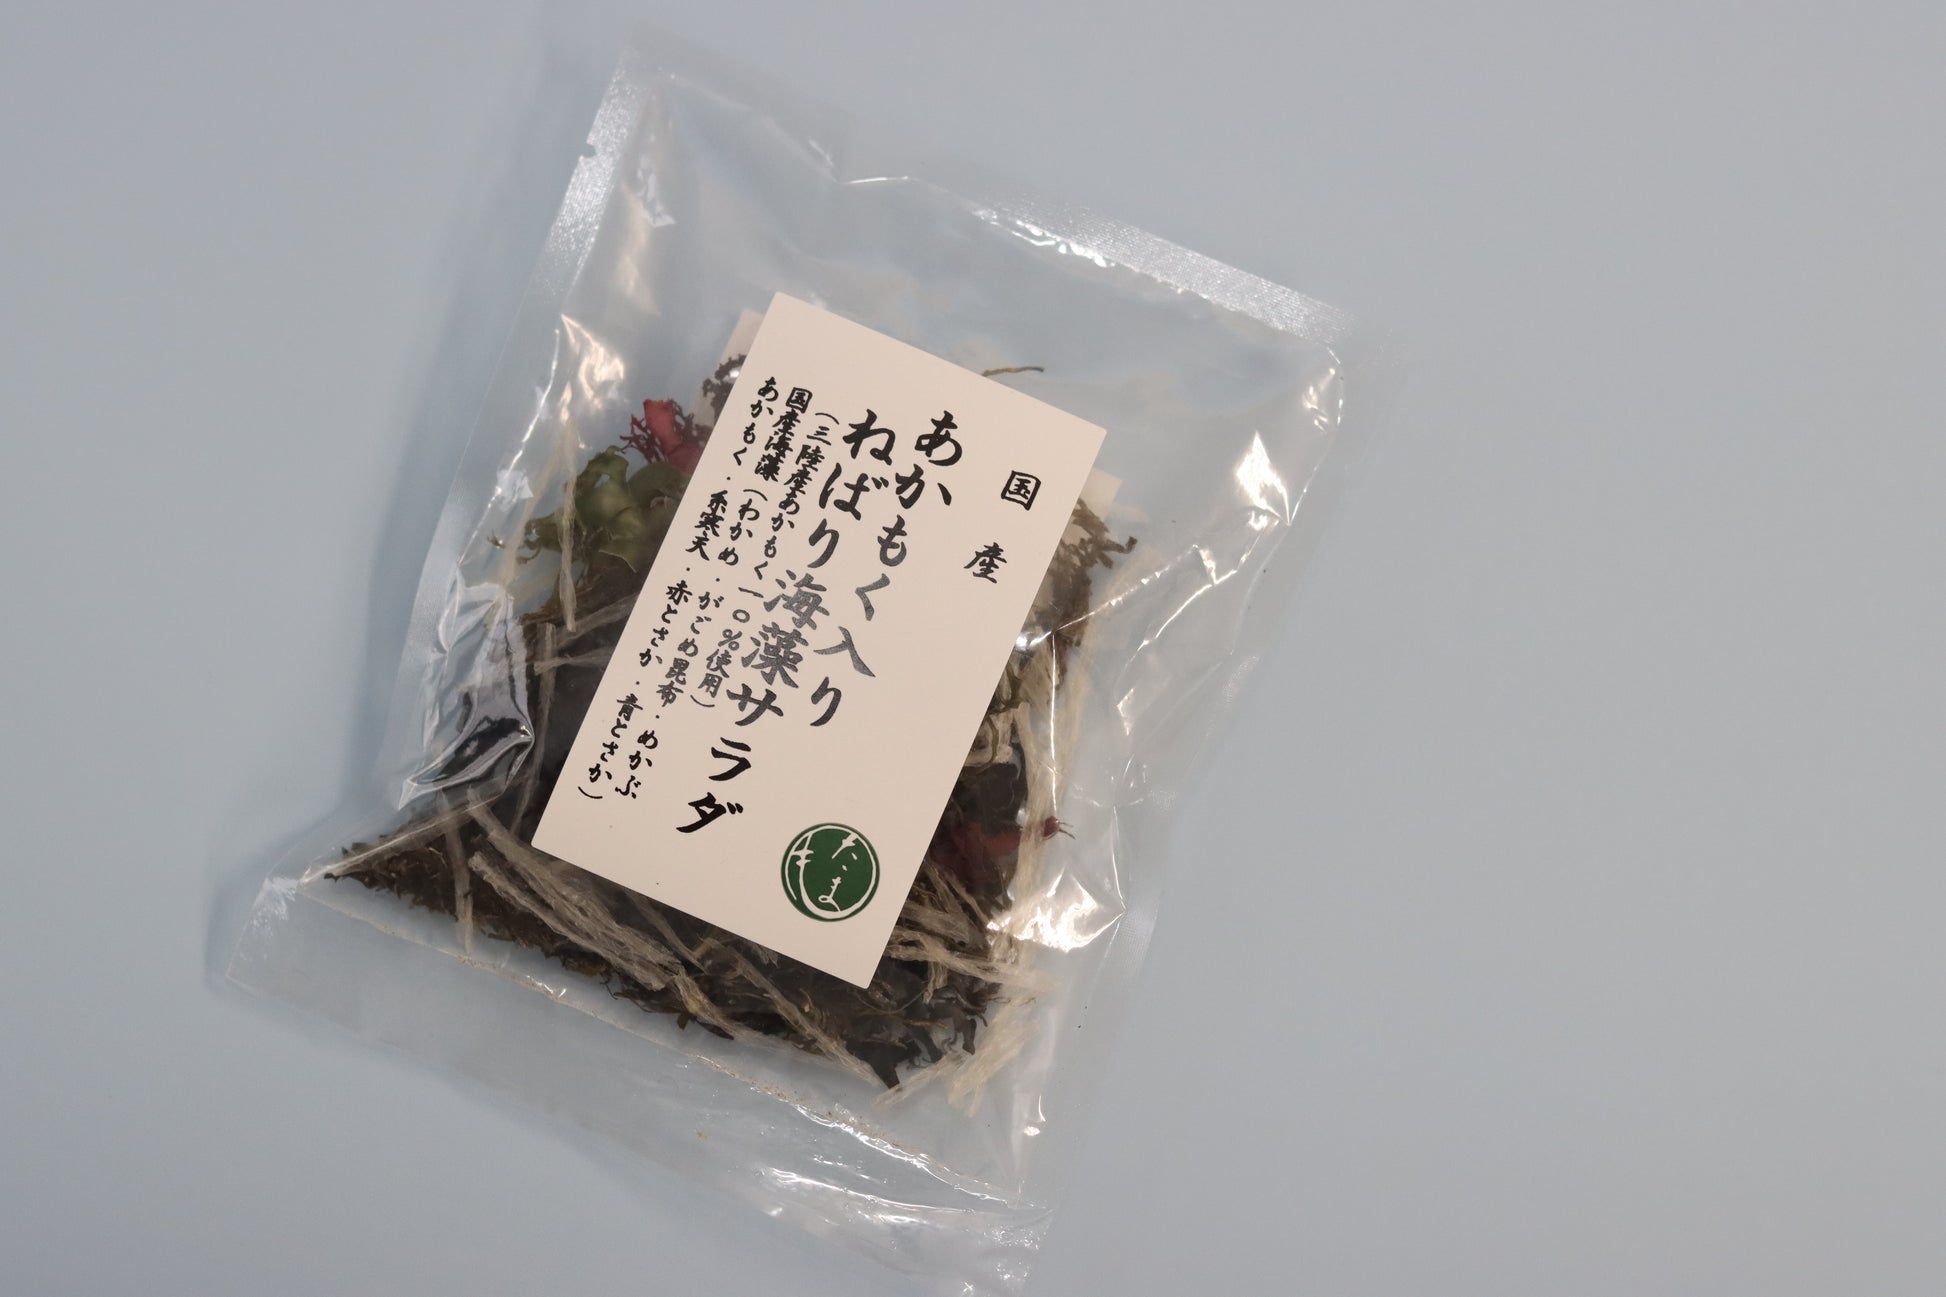 国産
あかもく入り
ねばり海藻サラダ
（三陸産あかもく一〇％使用）
国産海藻（わかめ・がごめ昆布・めかぶ
あかもく・糸寒天・赤とさか・青とさか）
たまも